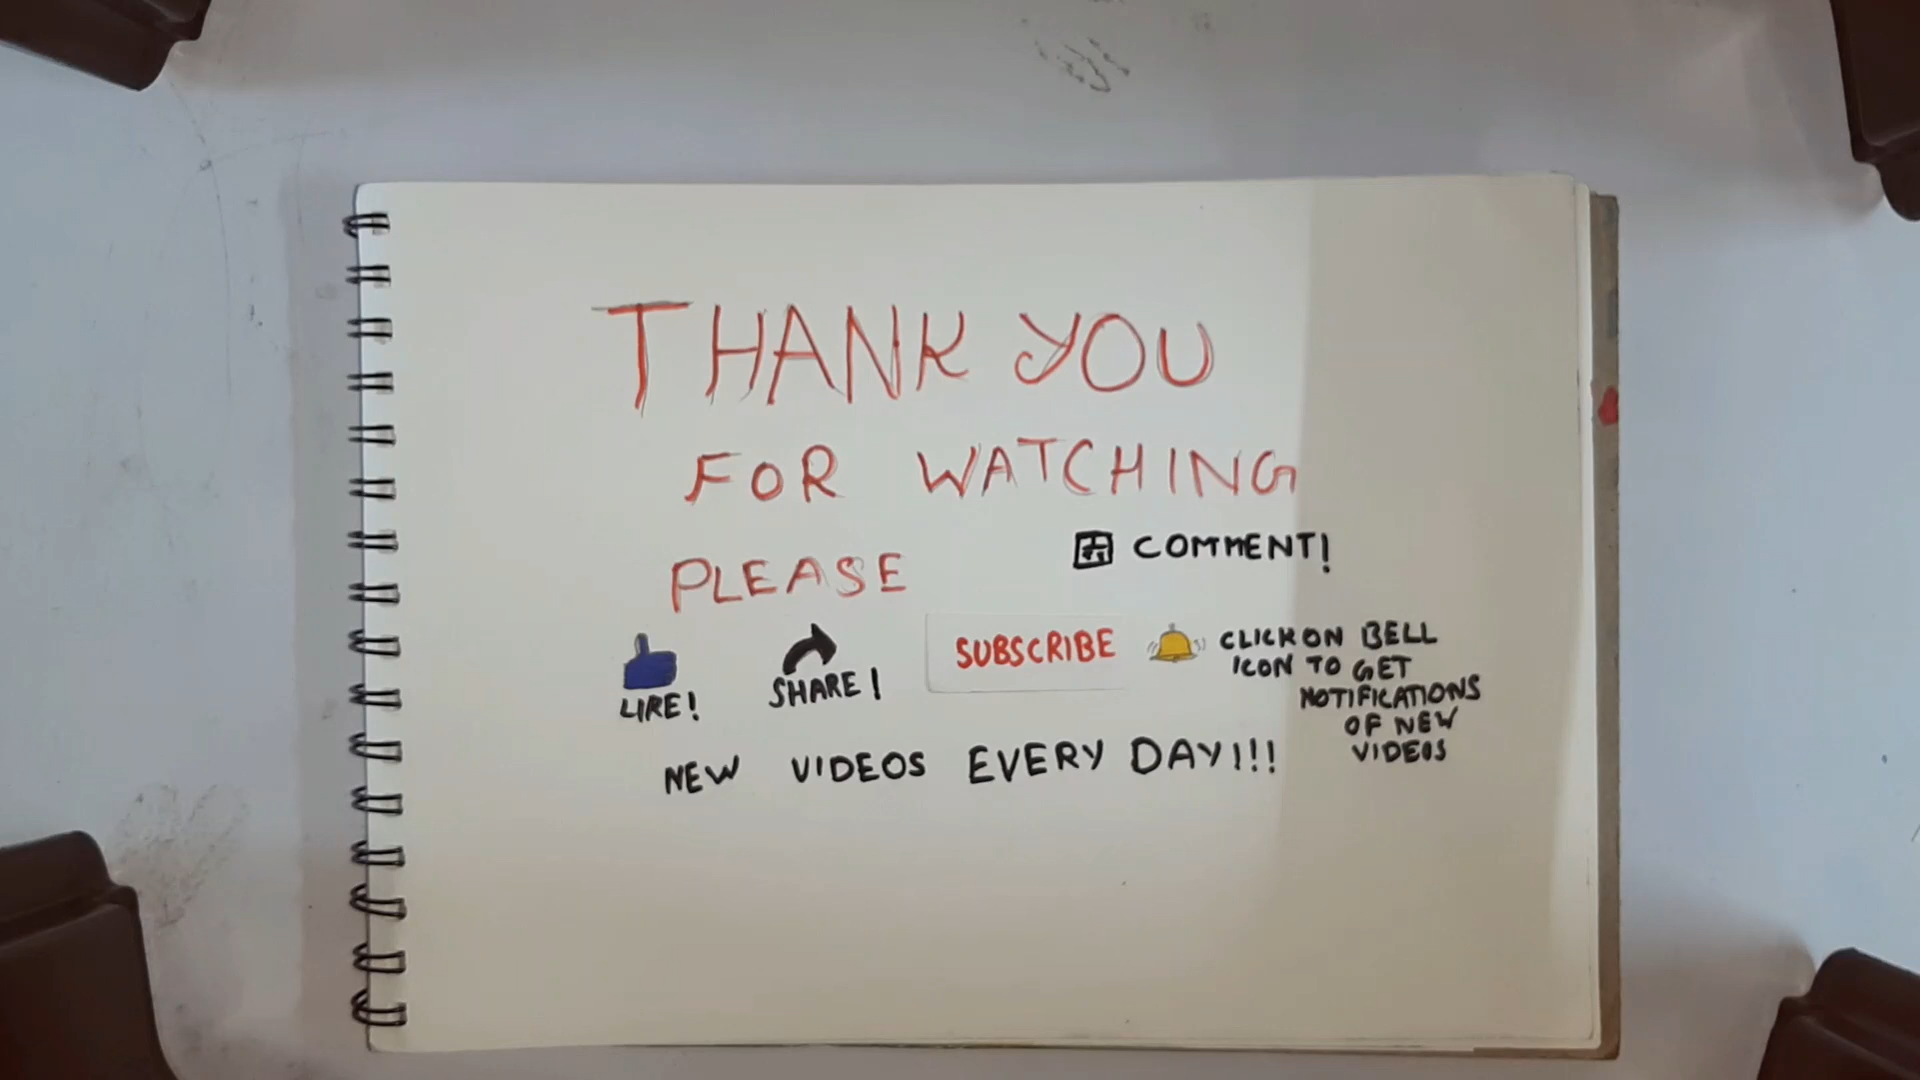 THANK YOU
FOR WATCHING
COMMENT!
PLEASE
LIKE!
SHARE!
SUBSCRIBE
CLICK ON BELL
ICON TO GET
NOTIFICATIONS
OF NEW
VIDEOS
NEW VIDEOS EVERY DAY!!!